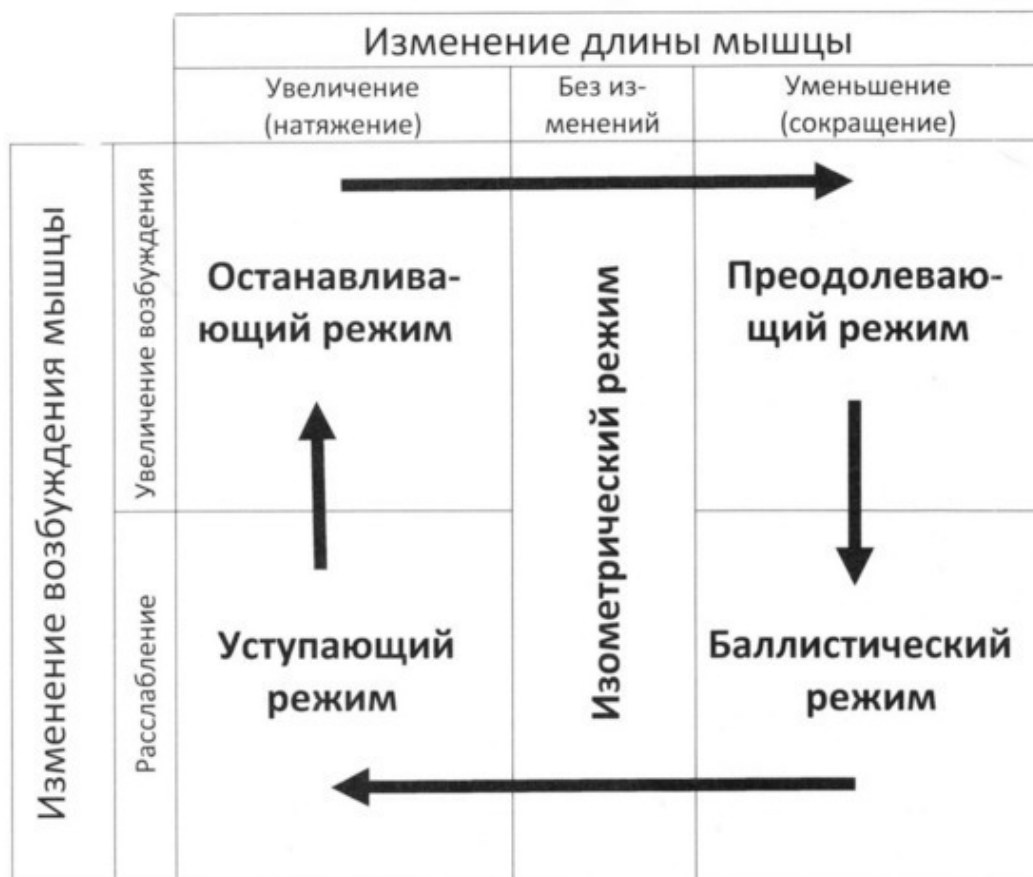 Изменение длины мышцы
Увеличение
(натяжение)
Без из-
менений
Уменьшение
(сокращение)
Изменение возбуждения мышцы
Увеличение возбуждения
Останавлива-
ющий режим
Изометрический режим
Преодолеваю-
щий режим
Расслабление
Уступающий
режим
Баллистический
режим